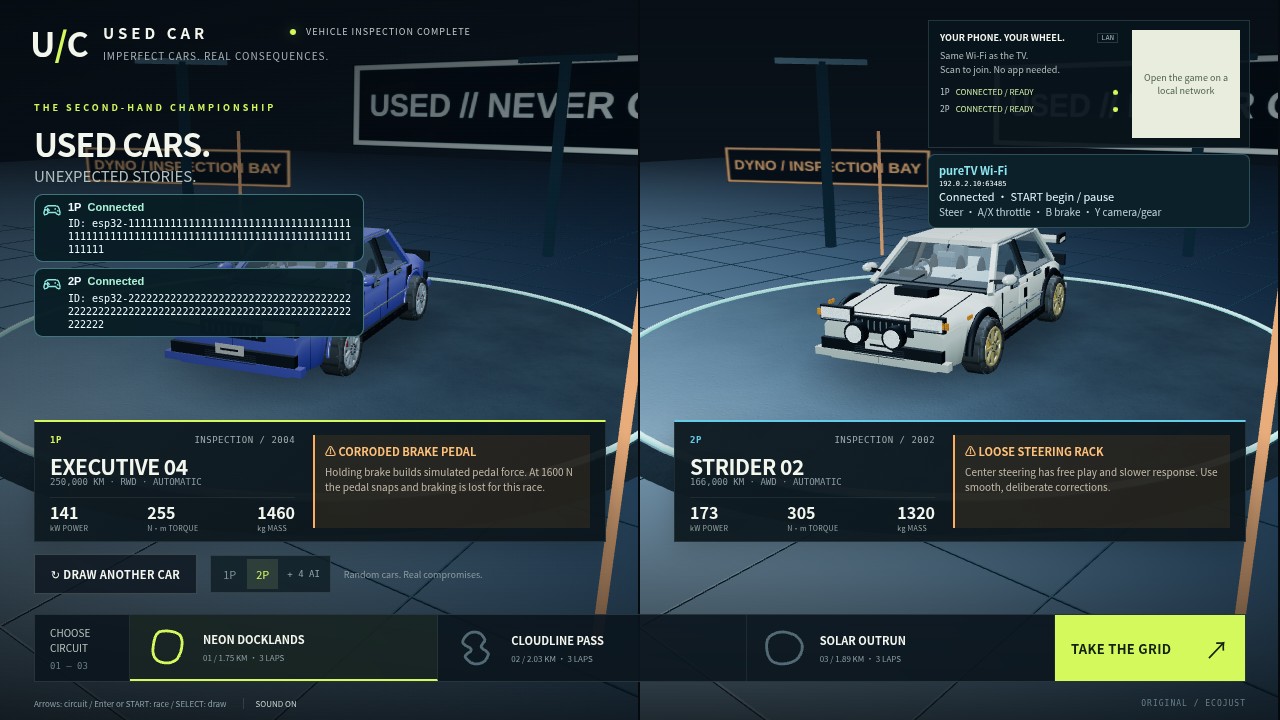 U/C
USED CAR
IMPERFECT CARS. REAL CONSEQUENCES.
VEHICLE INSPECTION COMPLETE
THE SECOND-HAND CHAMPIONSHIP
USED CARS.
UNEXPECTED STORIES.
USED // NEVER
DYNO / INSPECTION BAY
1P Connected
2P Connected
YOUR PHONE. YOUR WHEEL.
LAN
Same Wi-Fi as the TV.
Scan to join. No app needed.
1P CONNECTED / READY
2P CONNECTED / READY
Open the game on a
local network
DYNO / INSPECTION BAY
pureTV Wi-Fi
192.0.2.10:63485
Connected · START begin / pause
Steer · A/X throttle · B brake · Y camera/gear
1P
INSPECTION / 2004
EXECUTIVE 04
250,000 KM · RWD · AUTOMATIC
141
255
1460
kW POWER
N·m TORQUE
kg MASS
⚠ CORRODED BRAKE PEDAL
Holding brake builds simulated pedal force. At 1600 N
the pedal snaps and braking is lost for this race.
2P
INSPECTION / 2002
STRIDER 02
166,000 KM · AWD · AUTOMATIC
173
305
1320
kW POWER
N·m TORQUE
kg MASS
⚠ LOOSE STEERING RACK
Center steering has free play and slower response. Use
smooth, deliberate corrections.
↻ DRAW ANOTHER CAR
1P
2P
+ 4 AI
Random cars. Real compromises.
CHOOSE
CIRCUIT
01 — 03
NEON DOCKLANDS
01 / 1.75 KM · 3 LAPS
CLOUDLINE PASS
02 / 2.03 KM · 3 LAPS
SOLAR OUTRUN
03 / 1.89 KM · 3 LAPS
TAKE THE GRID
Arrows: circuit / Enter or START: race / SELECT: draw
SOUND ON
ORIGINAL / ECOJUST